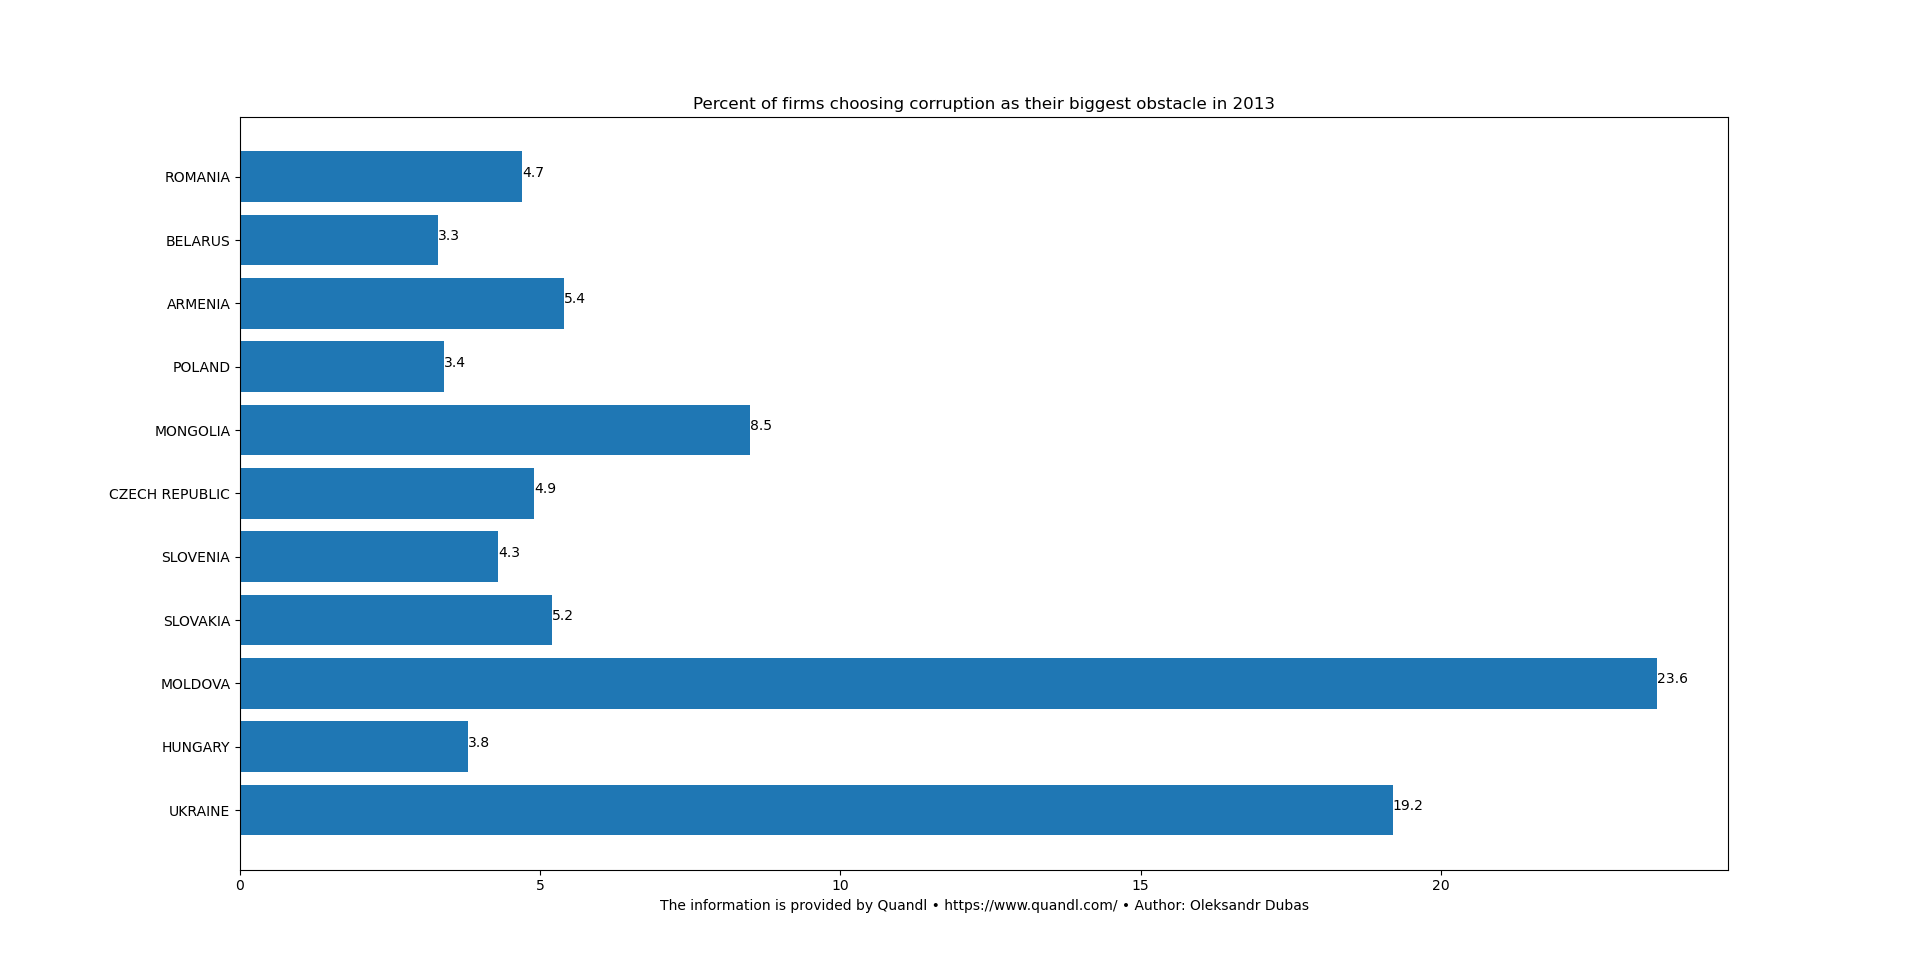 Percent of firms choosing corruption as their biggest obstacle in 2013
ROMANIA 4.7
BELARUS 3.3
ARMENIA 5.4
POLAND 3.4
MONGOLIA 8.5
CZECH REPUBLIC 4.9
SLOVENIA 4.3
SLOVAKIA 5.2
MOLDOVA 23.6
HUNGARY 3.8
UKRAINE 19.2
0 5 10 15 20
The information is provided by Quandl • https://www.quandl.com/ • Author: Oleksandr Dubas